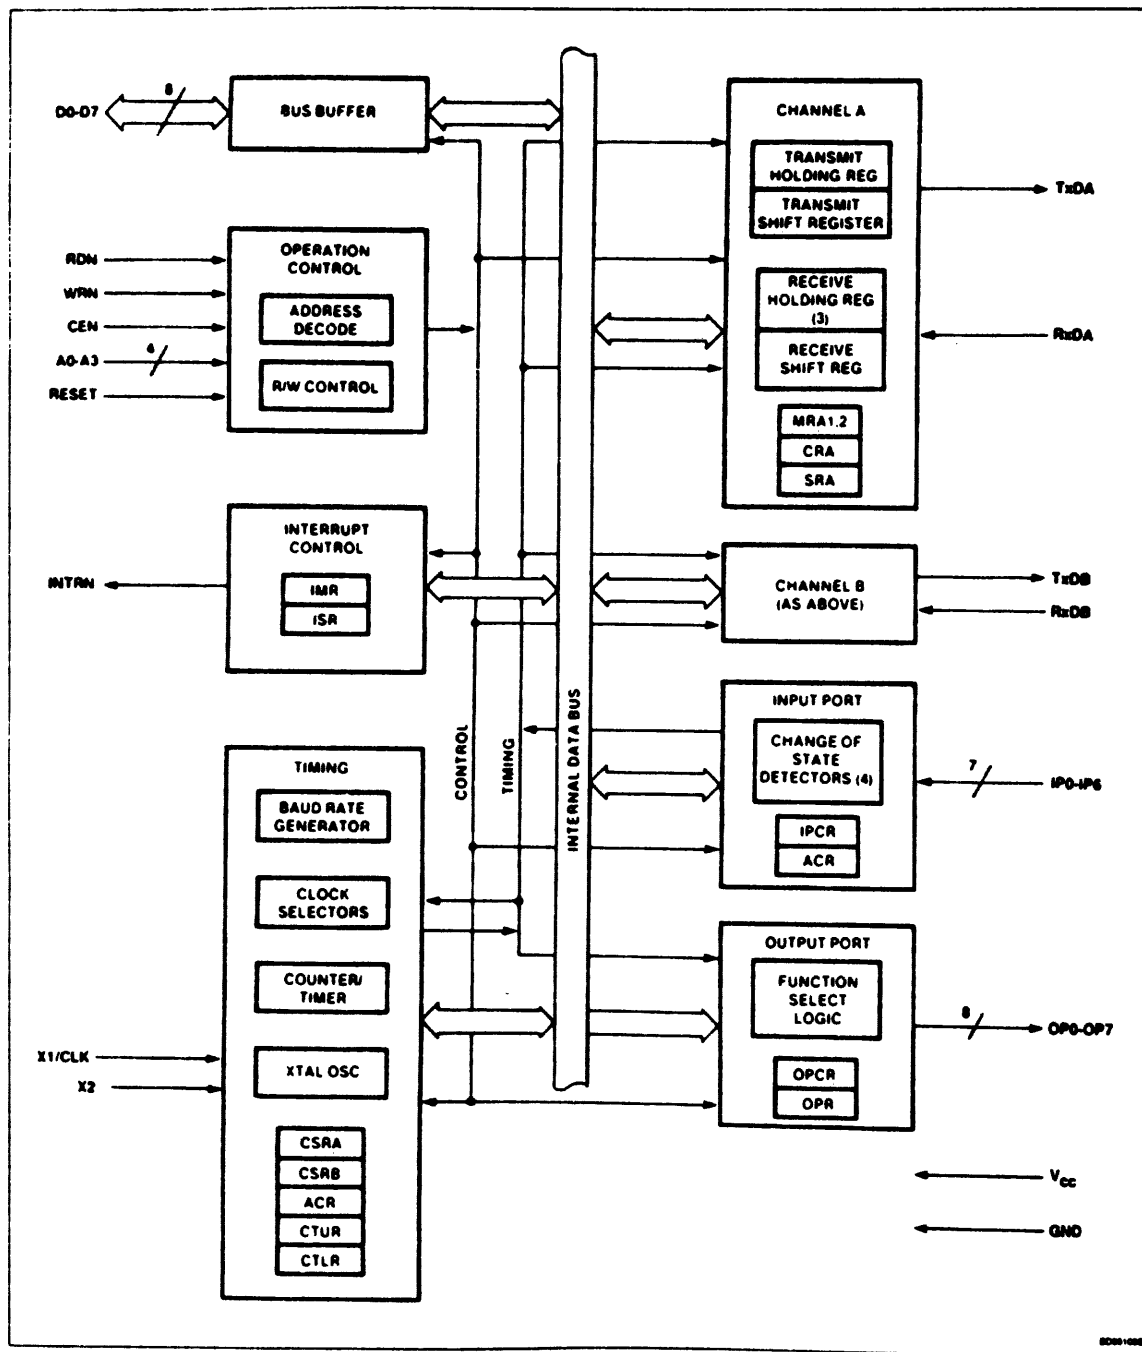 D0-D7
8
BUS BUFFER
RDN
WRN
CEN
A0-A3
4
RESET
OPERATION
CONTROL
ADDRESS
DECODE
R/W CONTROL
INTRN
INTERRUPT
CONTROL
IMR
ISR
TIMING
BAUD RATE
GENERATOR
CLOCK
SELECTORS
COUNTER/
TIMER
XTAL OSC
X1/CLK
X2
CSRA
CSRB
ACR
CTUR
CTLR
CONTROL
TIMING
INTERNAL DATA BUS
CHANNEL A
TRANSMIT
HOLDING REG
TRANSMIT
SHIFT REGISTER
RECEIVE
HOLDING REG
(3)
RECEIVE
SHIFT REG
MRA1,2
CRA
SRA
TxDA
RxDA
CHANNEL B
(AS ABOVE)
TxDB
RxDB
INPUT PORT
CHANGE OF
STATE
DETECTORS (4)
IPCR
ACR
7
IP0-IP6
OUTPUT PORT
FUNCTION
SELECT
LOGIC
OPCR
OPR
8
OP0-OP7
VCC
GND